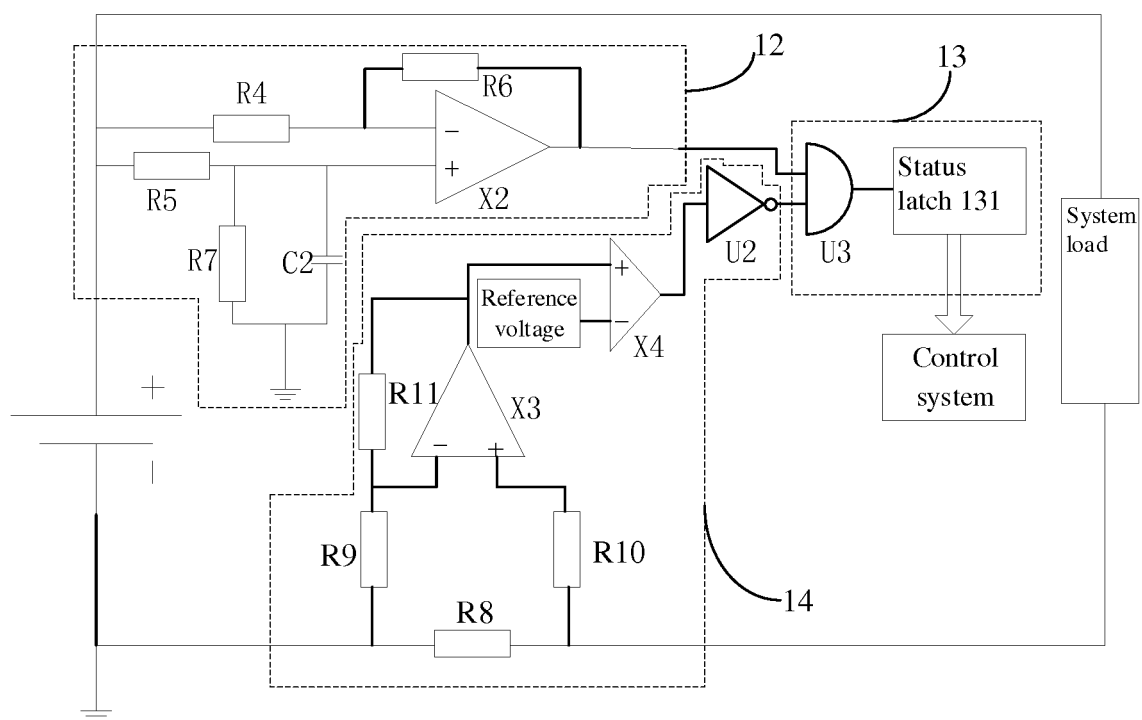 12
R6
13
R4
−
+
X2
R5
Status
latch 131
System
load
U2
U3
R7
C2
+
Reference
voltage
−
X4
Control
system
+
R11
X3
−
+
−
R9
R10
R8
14